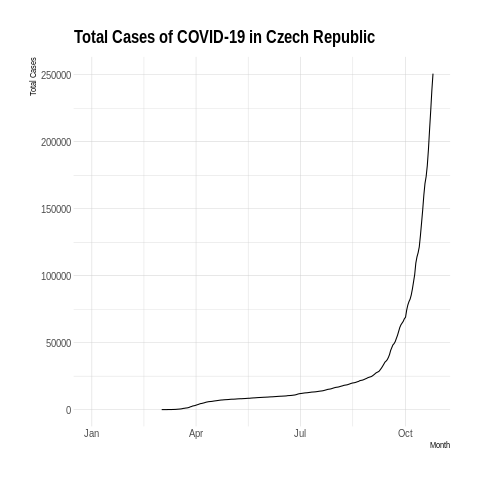 Total Cases of COVID-19 in Czech Republic
Total Cases
250000
200000
150000
100000
50000
0
Jan Apr Jul Oct
Month